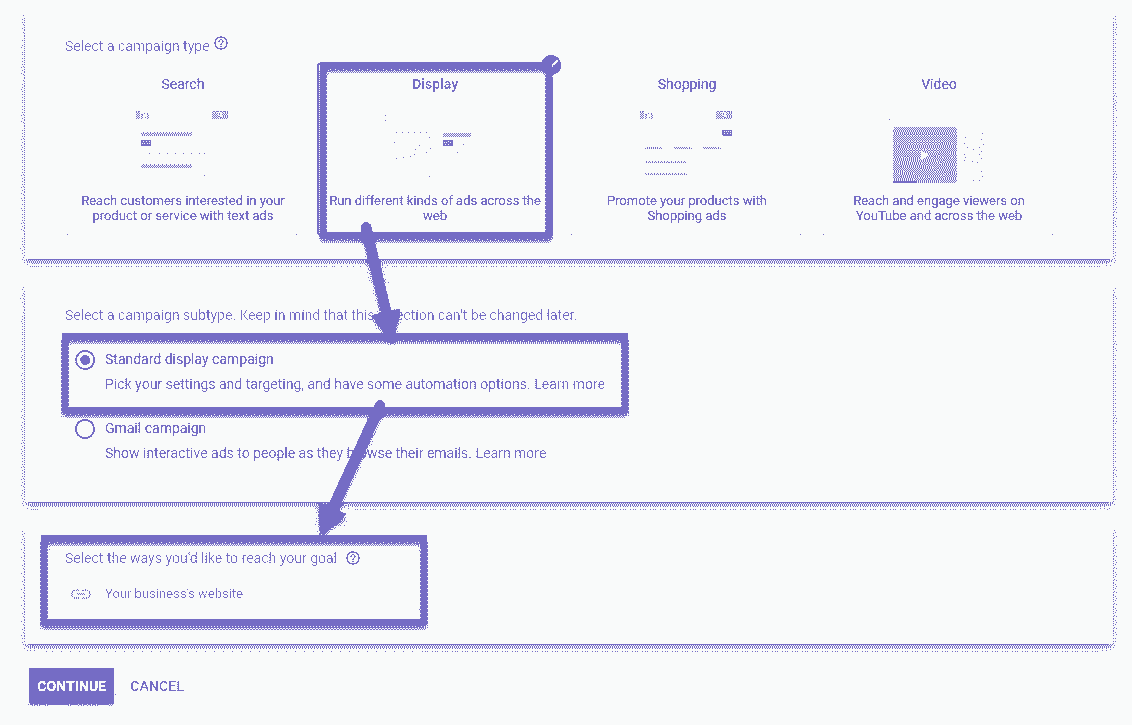 Select a campaign type
Search
Display
Shopping
Video
Reach customers interested in your
product or service with text ads
Run different kinds of ads across the
web
Promote your products with
Shopping ads
Reach and engage viewers on
YouTube and across the web
Select a campaign subtype. Keep in mind that this can't be changed later.
Standard display campaign
Pick your settings and targeting, and have some automation options. Learn more
Gmail campaign
Show interactive ads to people as they browse their emails. Learn more
Select the ways you'd like to reach your goal
Your business's website
CONTINUE
CANCEL